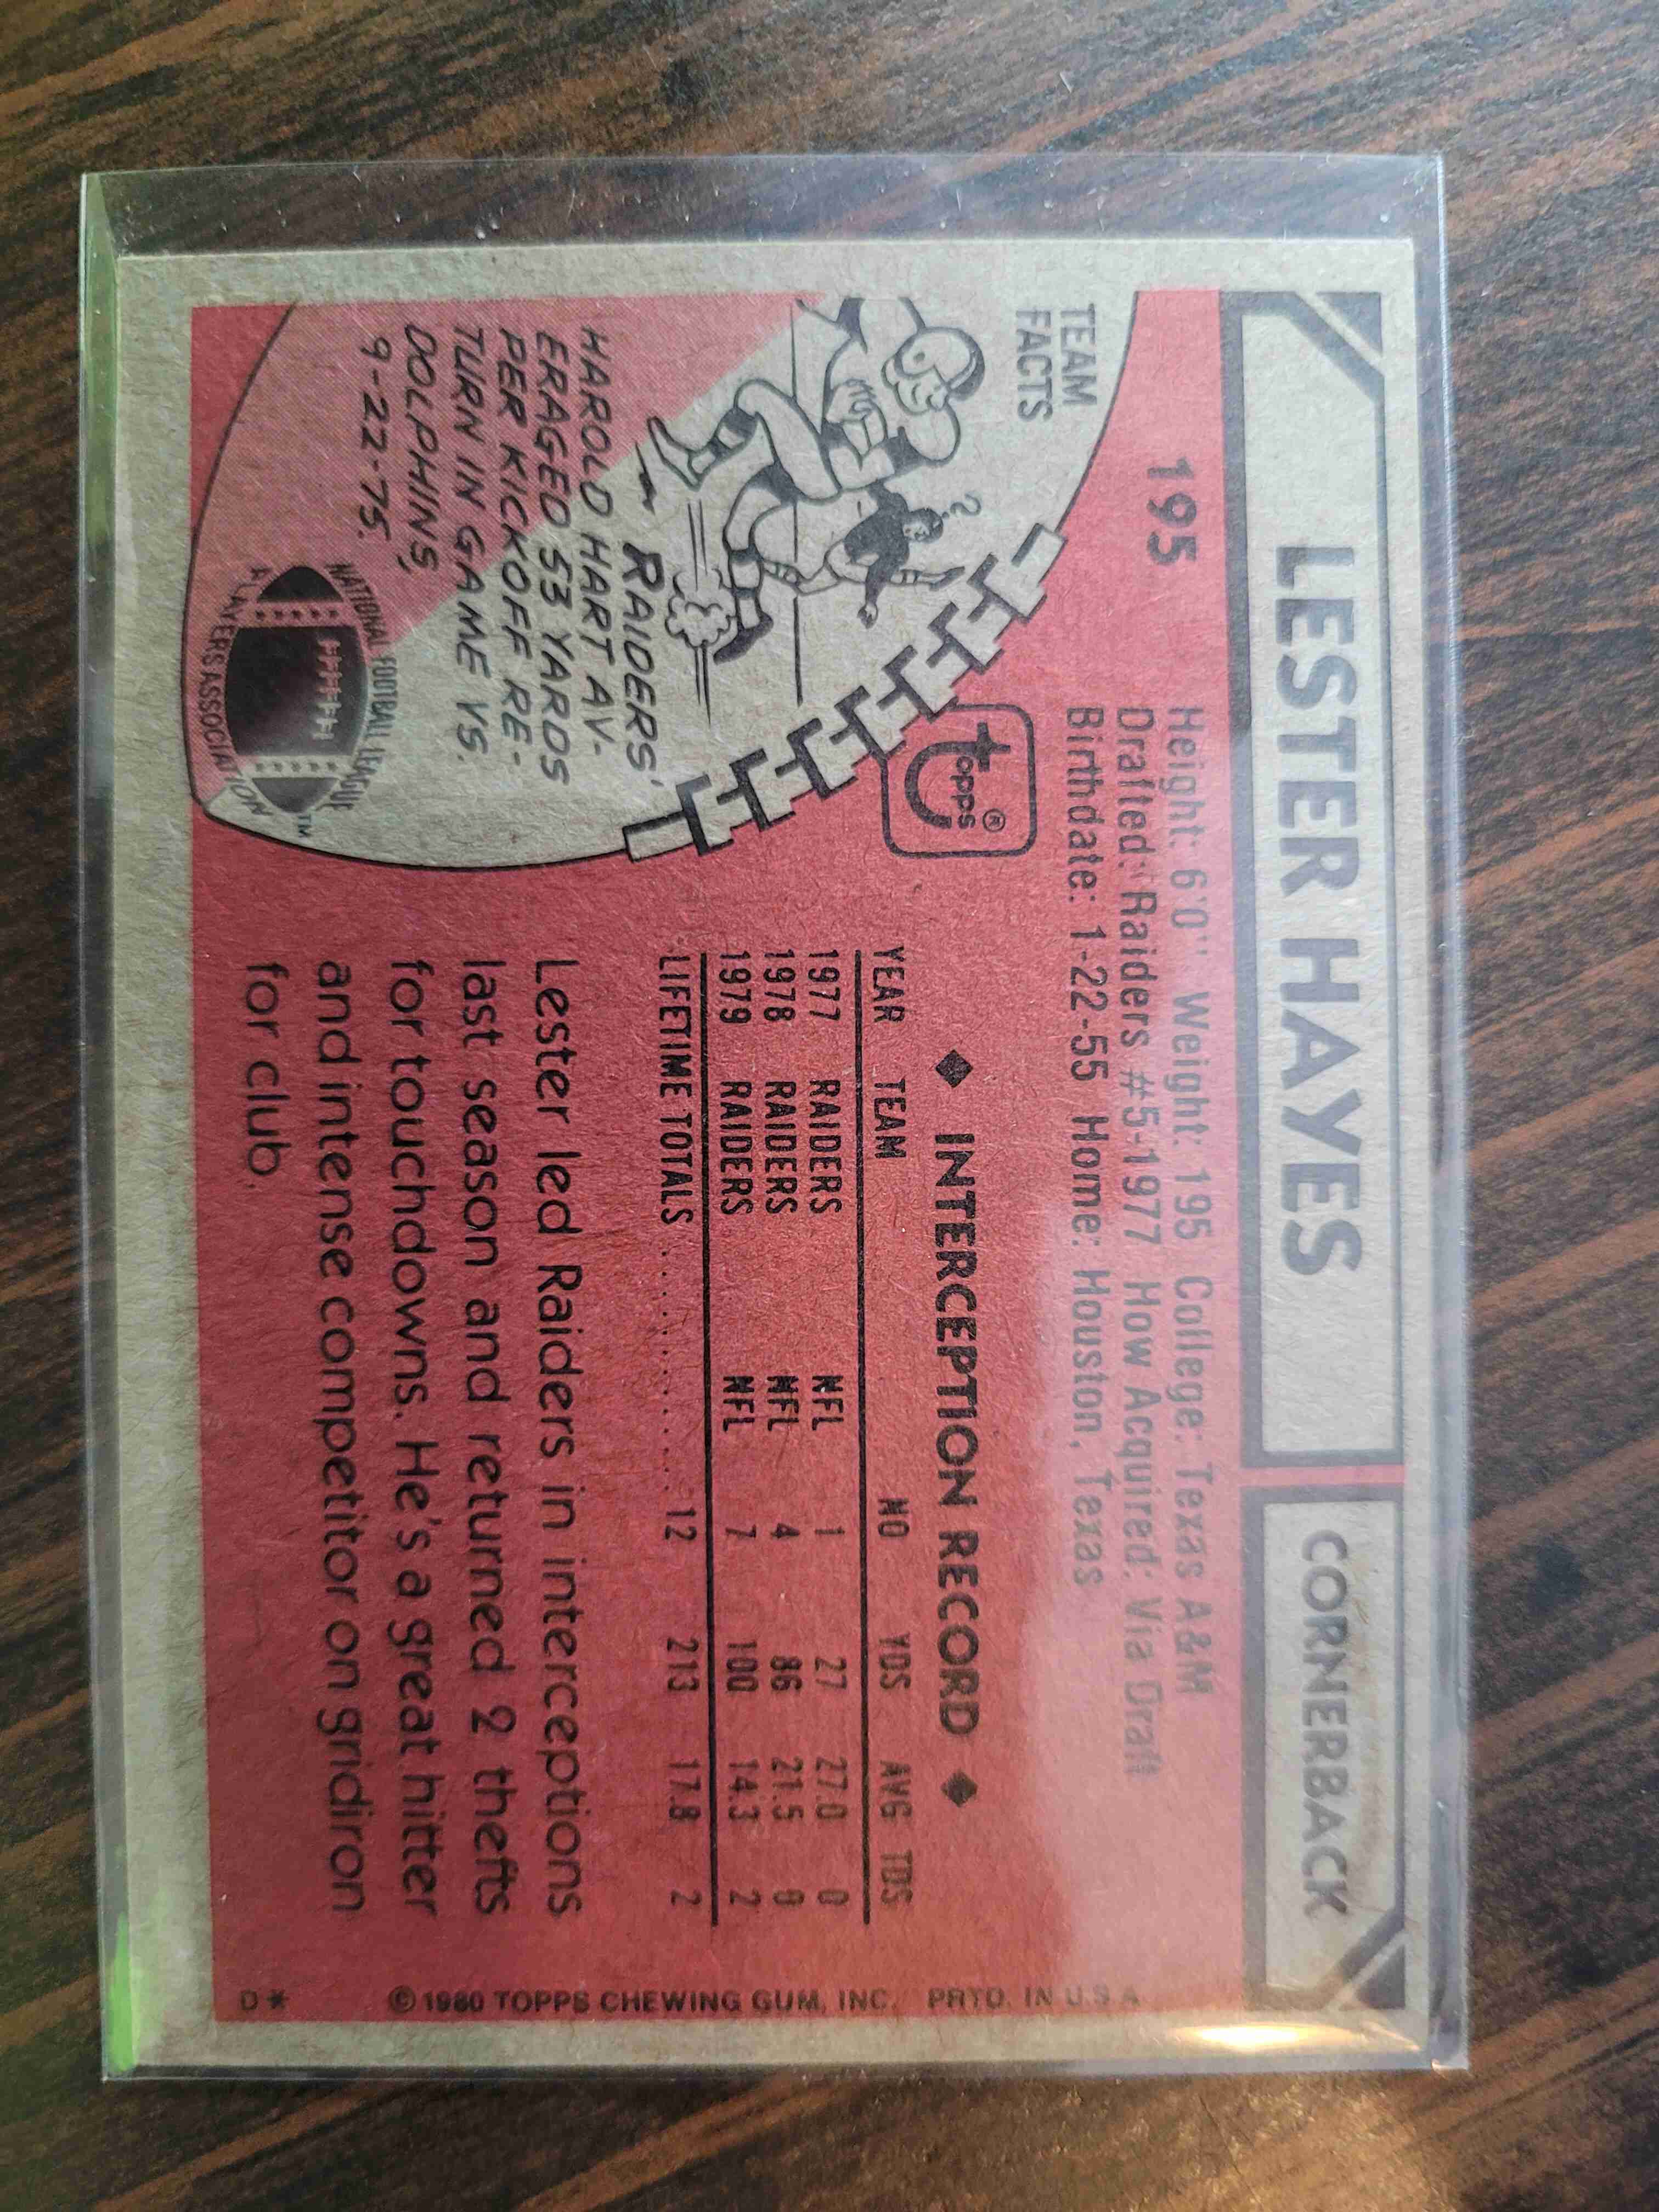 LESTER HAYES
CORNERBACK
195
Height: 6'0" Weight: 195 College: Texas A&M
Drafted: Raiders #5-1977 How Acquired: Via Draft
Birthdate: 1-22-55 Home: Houston, Texas
TEAM
FACTS
?
RAIDERS'
HAROLD HART AV-
ERAGED 53 YARDS
PER KICKOFF RE-
TURN IN GAME VS.
DOLPHINS,
9-22-75.
NATIONAL FOOTBALL LEAGUE
PLAYERS ASSOCIATION
TM
topps ®
◆ INTERCEPTION RECORD ◆
YEAR TEAM NO YDS AVG TDS
1977 RAIDERS NFL 1 27 27.0 0
1978 RAIDERS NFL 4 86 21.5 0
1979 RAIDERS NFL 7 100 14.3 2
LIFETIME TOTALS .............. 12 213 17.8 2
Lester led Raiders in interceptions
last season and returned 2 thefts
for touchdowns. He's a great hitter
and intense competitor on gridiron
for club.
D* © 1980 TOPPS CHEWING GUM, INC. PRTD. IN U.S.A.